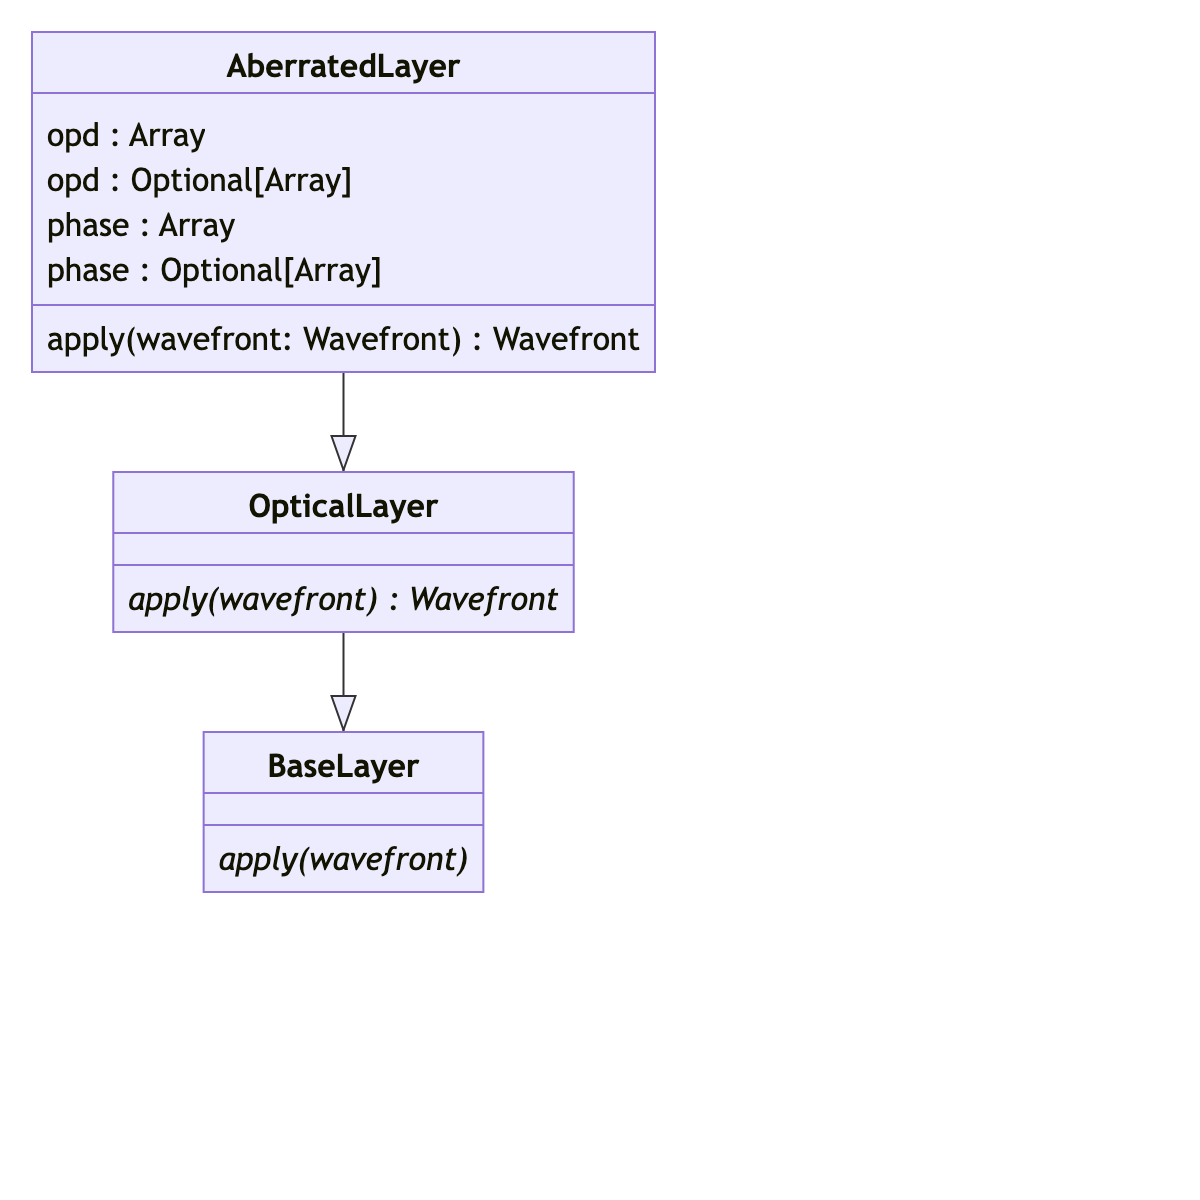 AberratedLayer
opd : Array
opd : Optional[Array]
phase : Array
phase : Optional[Array]
apply(wavefront: Wavefront) : Wavefront
OpticalLayer
apply(wavefront) : Wavefront
BaseLayer
apply(wavefront)